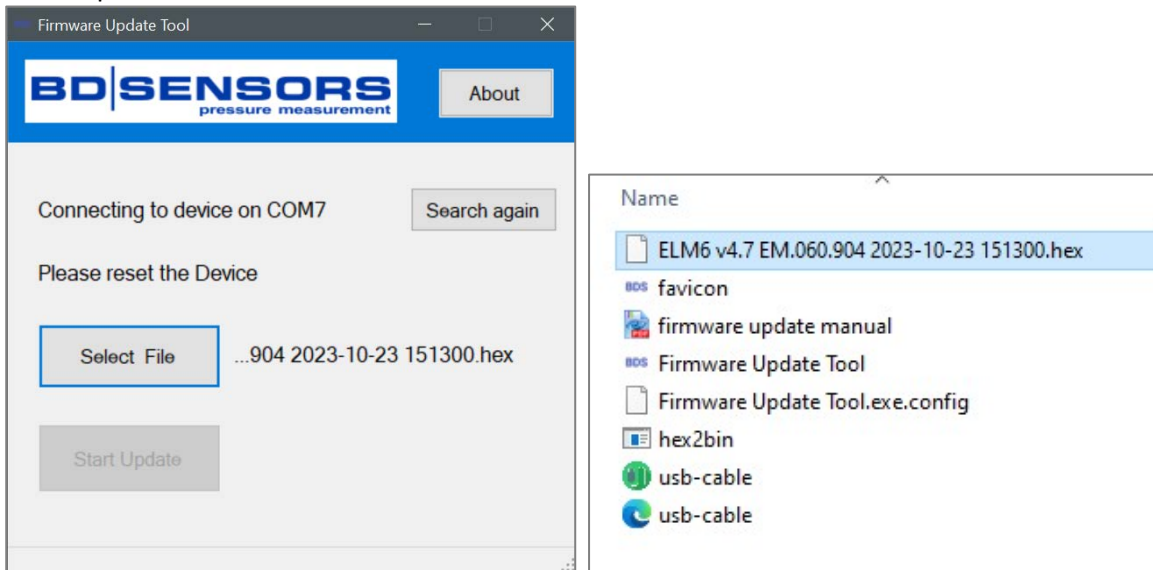 Firmware Update Tool
BD|SENSORS
pressure measurement
About
Connecting to device on COM7
Search again
Please reset the Device
Select File
...904 2023-10-23 151300.hex
Start Update
Name
ELM6 v4.7 EM.060.904 2023-10-23 151300.hex
BDS favicon
firmware update manual
BDS Firmware Update Tool
Firmware Update Tool.exe.config
hex2bin
usb-cable
usb-cable